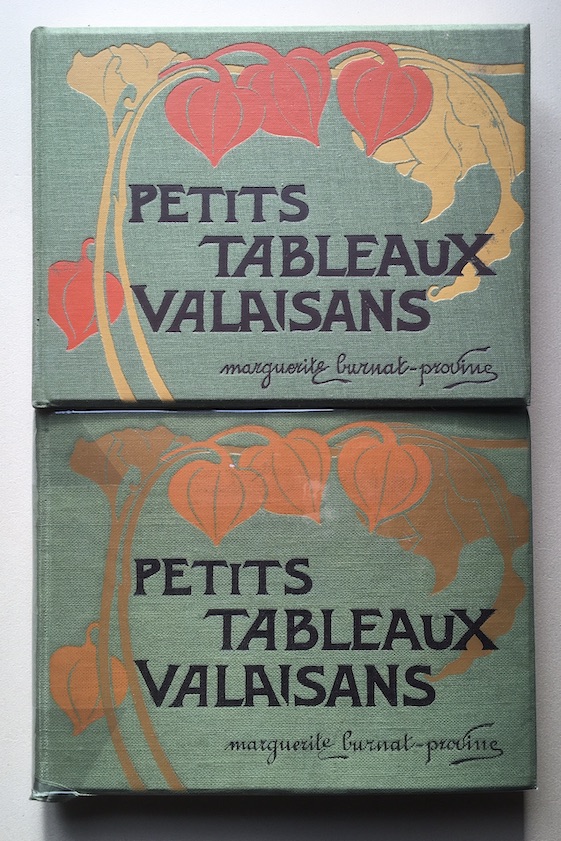 PETITS
TABLEAUX
VALAISANS
marguerite burnat-provins
PETITS
TABLEAUX
VALAISANS
marguerite burnat-provins